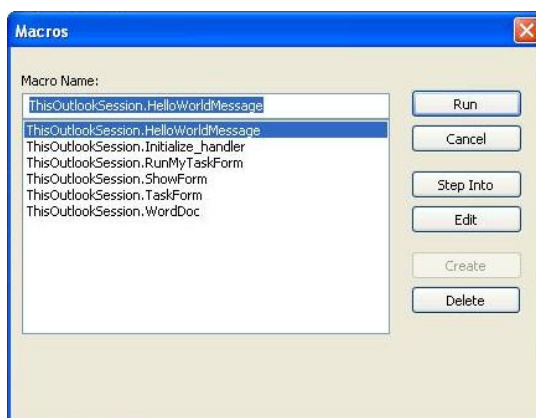 Macros
Macro Name:
ThisOutlookSession.HelloWorldMessage
ThisOutlookSession.HelloWorldMessage
ThisOutlookSession.Initialize_handler
ThisOutlookSession.RunMyTaskForm
ThisOutlookSession.ShowForm
ThisOutlookSession.TaskForm
ThisOutlookSession.WordDoc
Run
Cancel
Step Into
Edit
Create
Delete